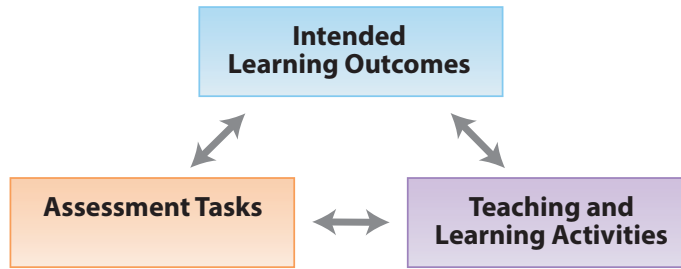 Intended
Learning Outcomes
Assessment Tasks
Teaching and
Learning Activities